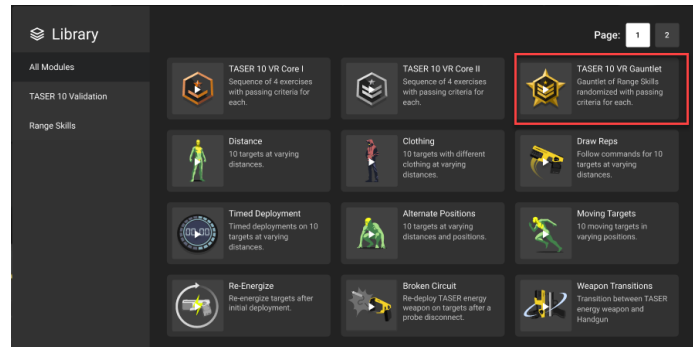 Library
Page: 1 2
All Modules
TASER 10 Validation
Range Skills
TASER 10 VR Core I
Sequence of 4 exercises
with passing criteria for
each.
TASER 10 VR Core II
Sequence of 4 exercises
with passing criteria for
each.
TASER 10 VR Gauntlet
Gauntlet of Range Skills
randomized with passing
criteria for each.
Distance
10 targets at varying
distances.
Clothing
10 targets with different
clothing at varying
distances.
Draw Reps
Follow commands for 10
targets at varying
distances.
00:00
Timed Deployment
Timed deployments on 10
targets at varying
distances.
Alternate Positions
10 targets at varying
distances and positions.
Moving Targets
10 moving targets in
varying positions.
Re-Energize
Re-energize targets after
initial deployment.
Broken Circuit
Re-deploy TASER energy
weapon on targets after a
probe disconnect.
Weapon Transitions
Transition between TASER
energy weapon and
Handgun